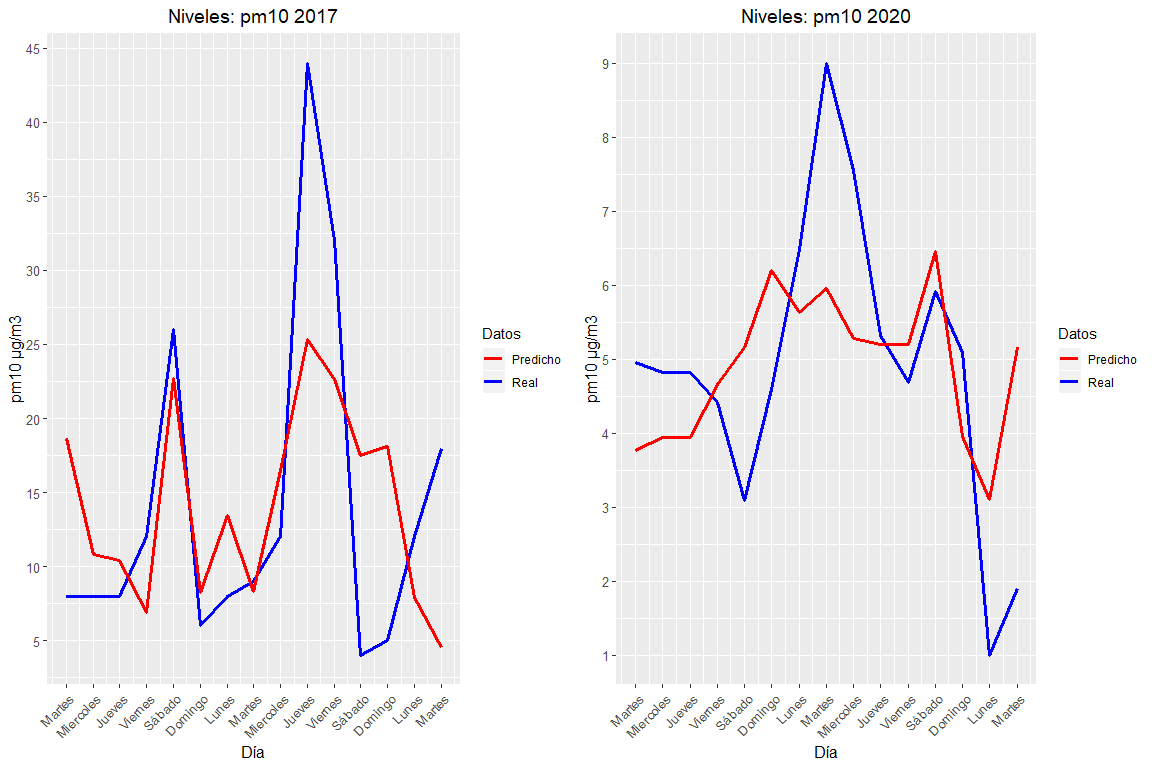 Niveles: pm10 2017
pm10 µg/m3
45
40
35
30
25
20
15
10
5
Martes
Miercoles
Jueves
Viernes
Sábado
Domingo
Lunes
Martes
Miercoles
Jueves
Viernes
Sábado
Domingo
Lunes
Martes
Día
Datos
Predicho
Real
Niveles: pm10 2020
pm10 µg/m3
9
8
7
6
5
4
3
2
1
Martes
Miercoles
Jueves
Viernes
Sábado
Domingo
Lunes
Martes
Miercoles
Jueves
Viernes
Sábado
Domingo
Lunes
Martes
Día
Datos
Predicho
Real